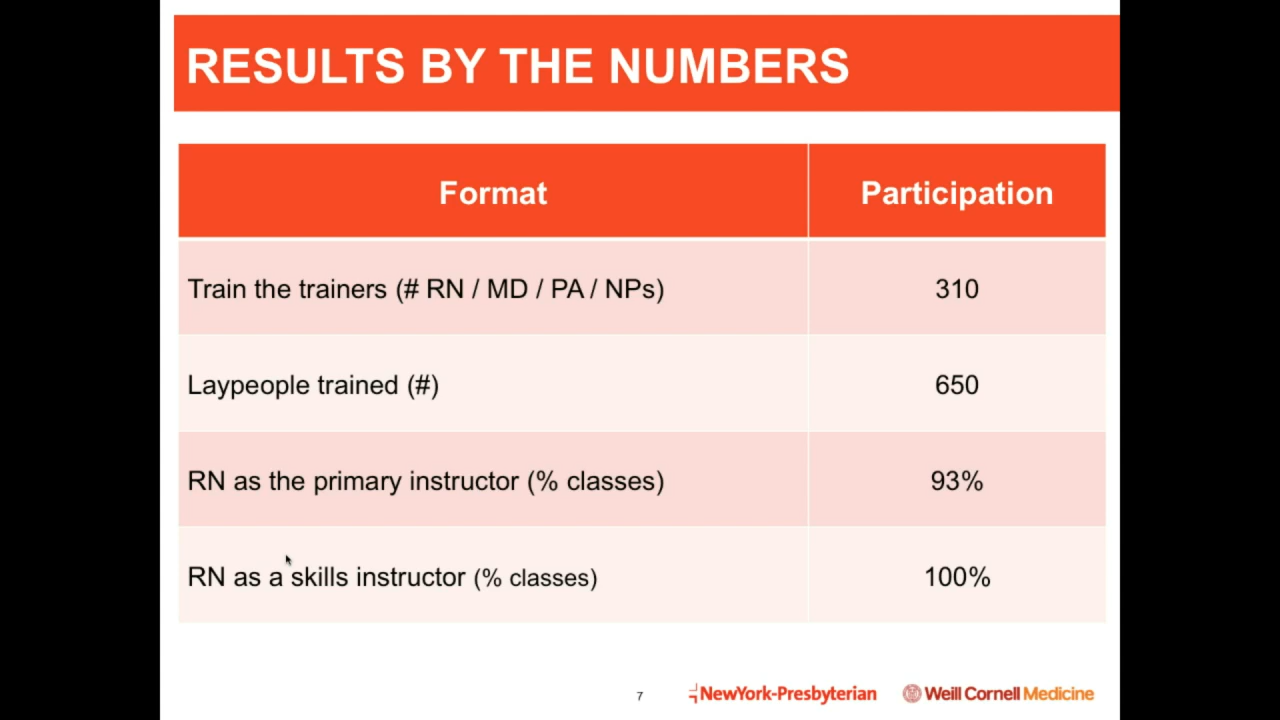 RESULTS BY THE NUMBERS
Format Participation
Train the trainers (# RN / MD / PA / NPs) 310
Laypeople trained (#) 650
RN as the primary instructor (% classes) 93%
RN as a skills instructor (% classes) 100%
7 NewYork-Presbyterian Weill Cornell Medicine